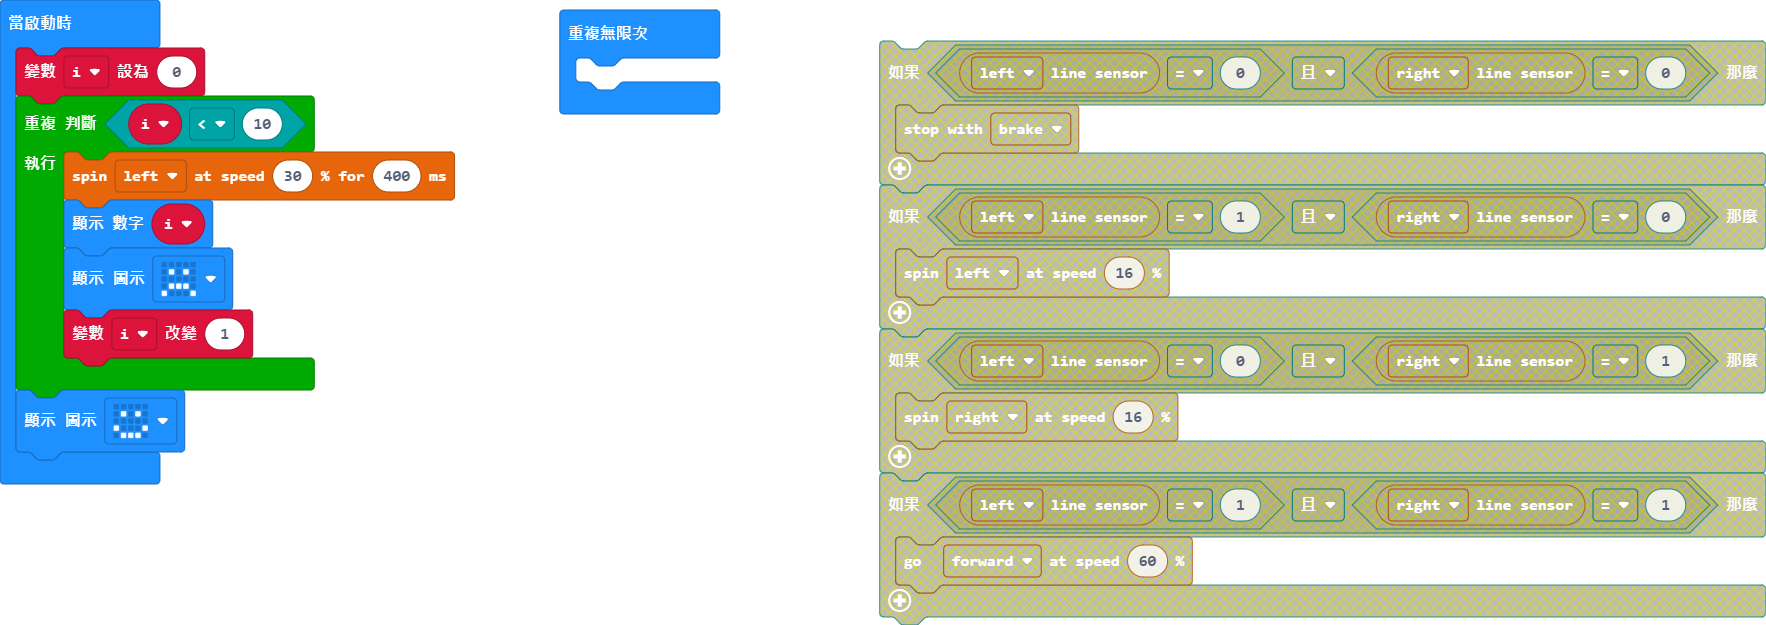 當啟動時
變數 i 設為 0
重複 判斷 i < 10
執行
spin left at speed 30 % for 400 ms
顯示 數字 i
顯示 圖示
變數 i 改變 1
顯示 圖示
重複無限次
如果 left line sensor = 0 且 right line sensor = 0 那麼
stop with brake
如果 left line sensor = 1 且 right line sensor = 0 那麼
spin left at speed 16 %
如果 left line sensor = 0 且 right line sensor = 1 那麼
spin right at speed 16 %
如果 left line sensor = 1 且 right line sensor = 1 那麼
go forward at speed 60 %